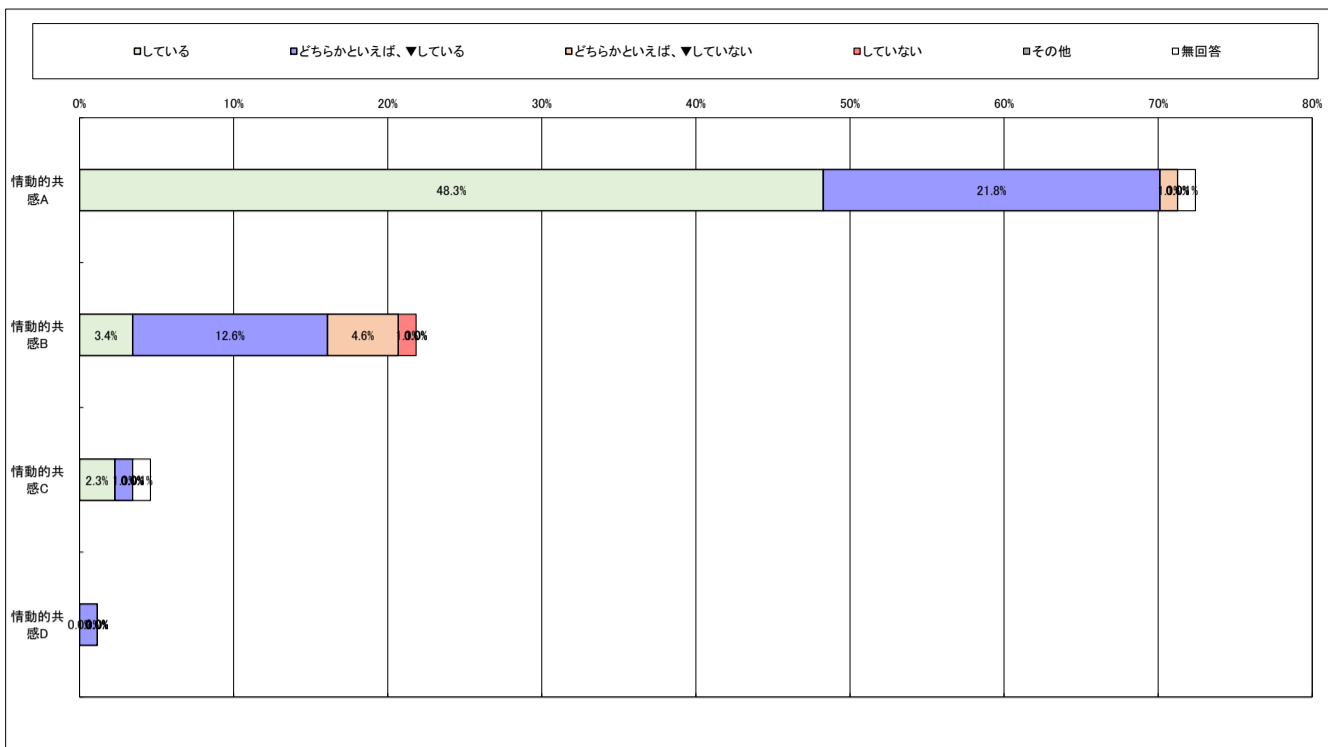 している どちらかといえば、▼している どちらかといえば、▼していない していない その他 無回答
0% 10% 20% 30% 40% 50% 60% 70% 80%
情動的共
感A
48.3% 21.8%
情動的共
感B
3.4% 12.6% 4.6%
情動的共
感C
2.3%
情動的共
感D